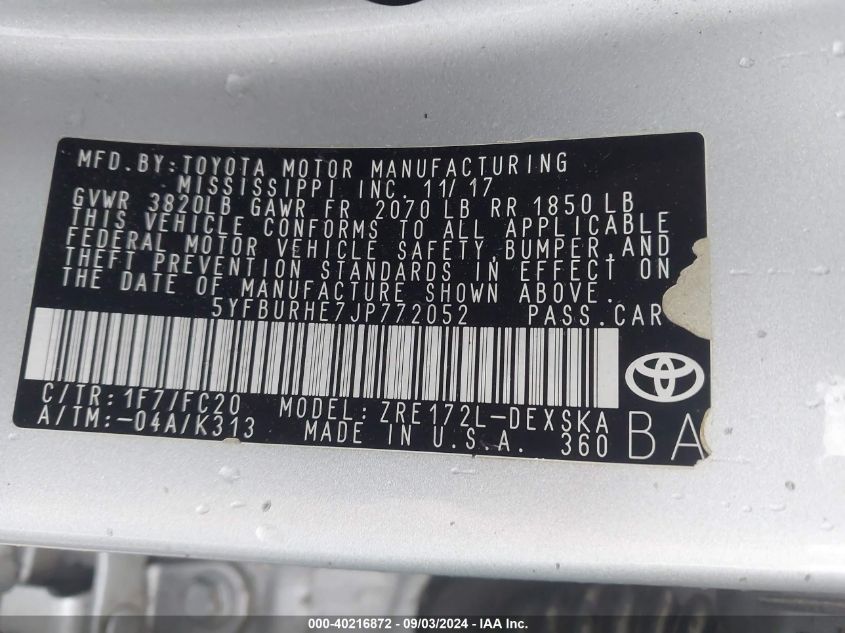 MFD.BY:TOYOTA MOTOR MANUFACTURING
MISSISSIPPI INC. 11/17
GVWR 3820LB GAWR FR 2070 LB RR 1850 LB
THIS VEHICLE CONFORMS TO ALL APPLICABLE
FEDERAL MOTOR VEHICLE SAFETY,BUMPER,AND
THEFT PREVENTION STANDARDS IN EFFECT ON
THE DATE OF MANUFACTURE SHOWN ABOVE.
5YFBURHE7JP772052 PASS.CAR
C/TR:1F7/FC20 MODEL:ZRE172L-DEXSKA
A/TM:-04A/K313 MADE IN U.S.A. 360
BA
000-40216872 - 09/03/2024 - IAA Inc.